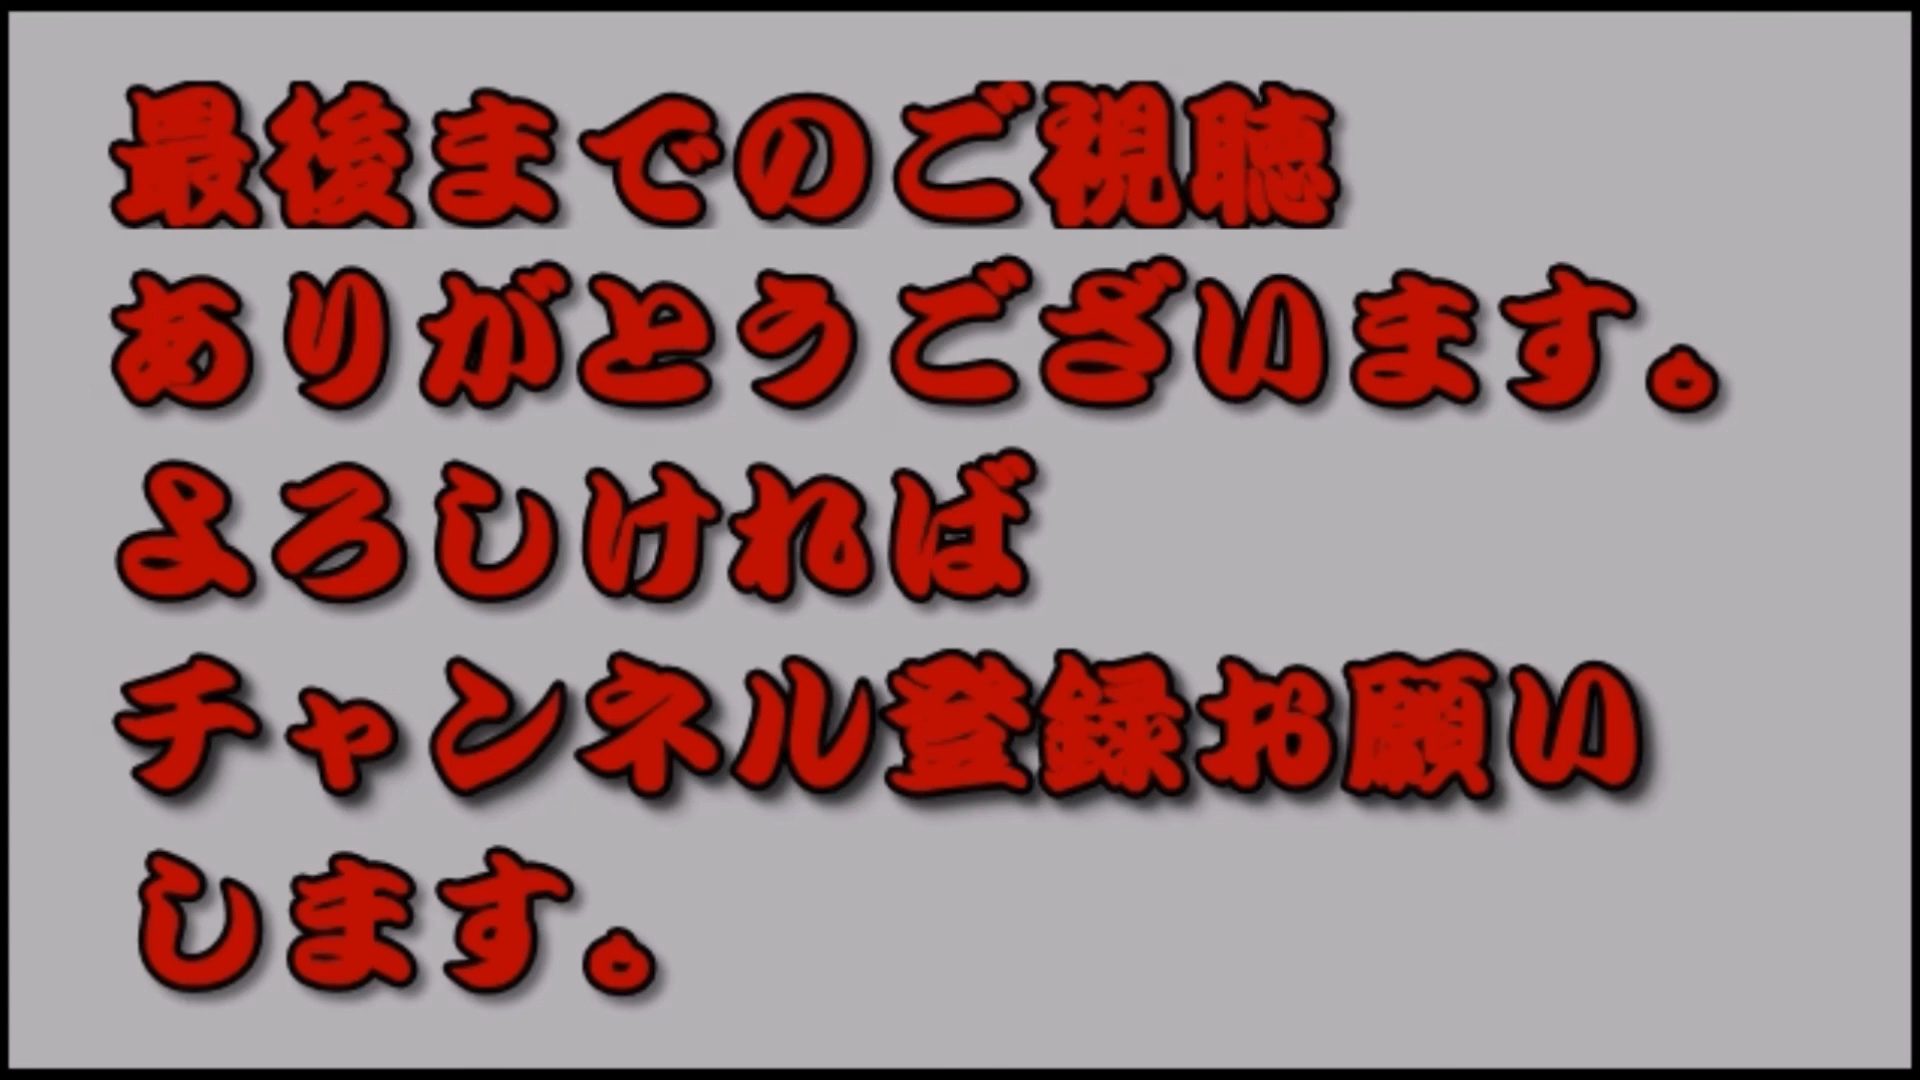 最後までのご視聴
ありがとうございます。
よろしければ
チャンネル登録お願い
します。